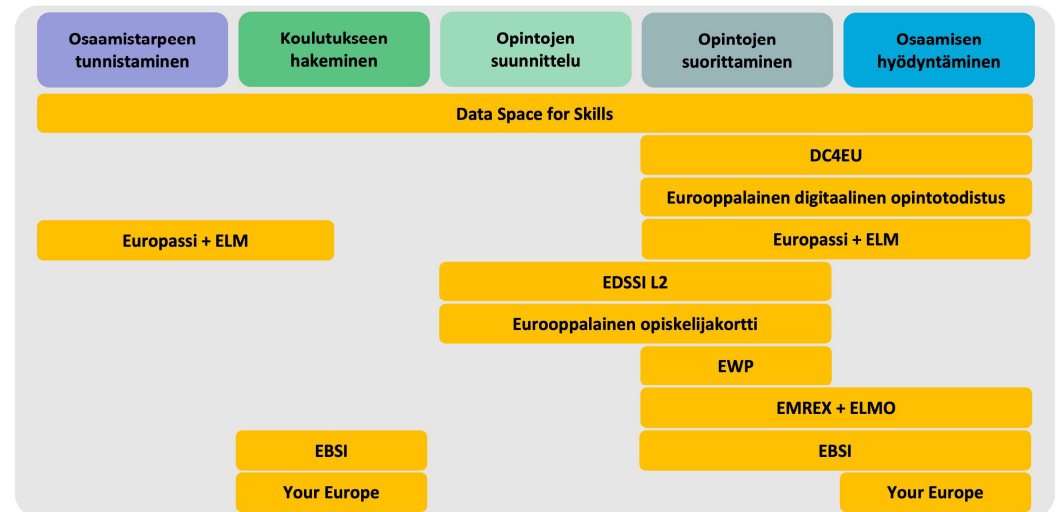 Osaamistarpeen
tunnistaminen
Koulutukseen
hakeminen
Opintojen
suunnittelu
Opintojen
suorittaminen
Osaamisen
hyödyntäminen
Data Space for Skills
DC4EU
Eurooppalainen digitaalinen opintotodistus
Europassi + ELM
Europassi + ELM
EDSSI L2
Eurooppalainen opiskelijakortti
EWP
EMREX + ELMO
EBSI
EBSI
Your Europe
Your Europe